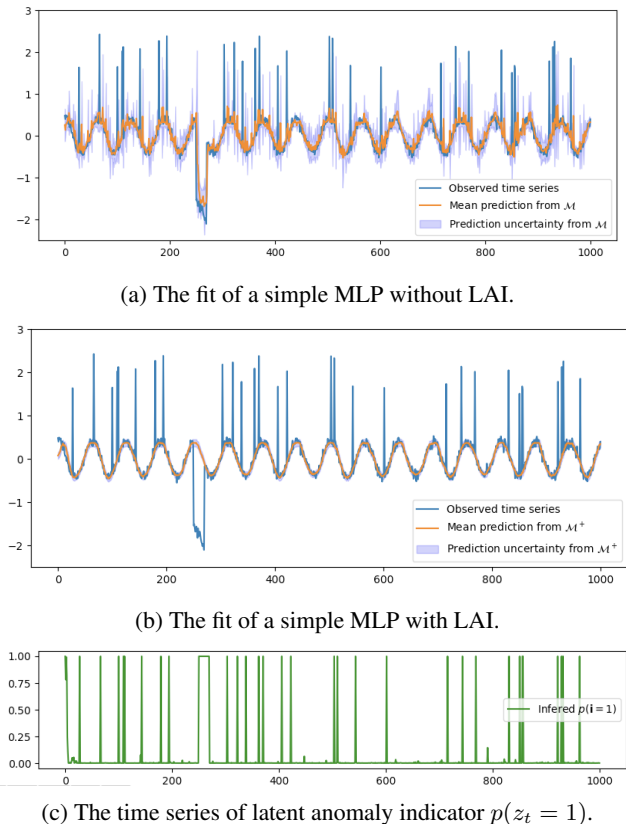 3
2
1
0
−1
−2
Observed time series
Mean prediction from ℳ
Prediction uncertainty from ℳ
0 200 400 600 800 1000
(a) The fit of a simple MLP without LAI.
3
2
1
0
−1
−2
Observed time series
Mean prediction from ℳ⁺
Prediction uncertainty from ℳ⁺
0 200 400 600 800 1000
(b) The fit of a simple MLP with LAI.
1.00
0.75
0.50
0.25
0.00
Infered p(i = 1)
0 200 400 600 800 1000
(c) The time series of latent anomaly indicator p(z_t = 1).